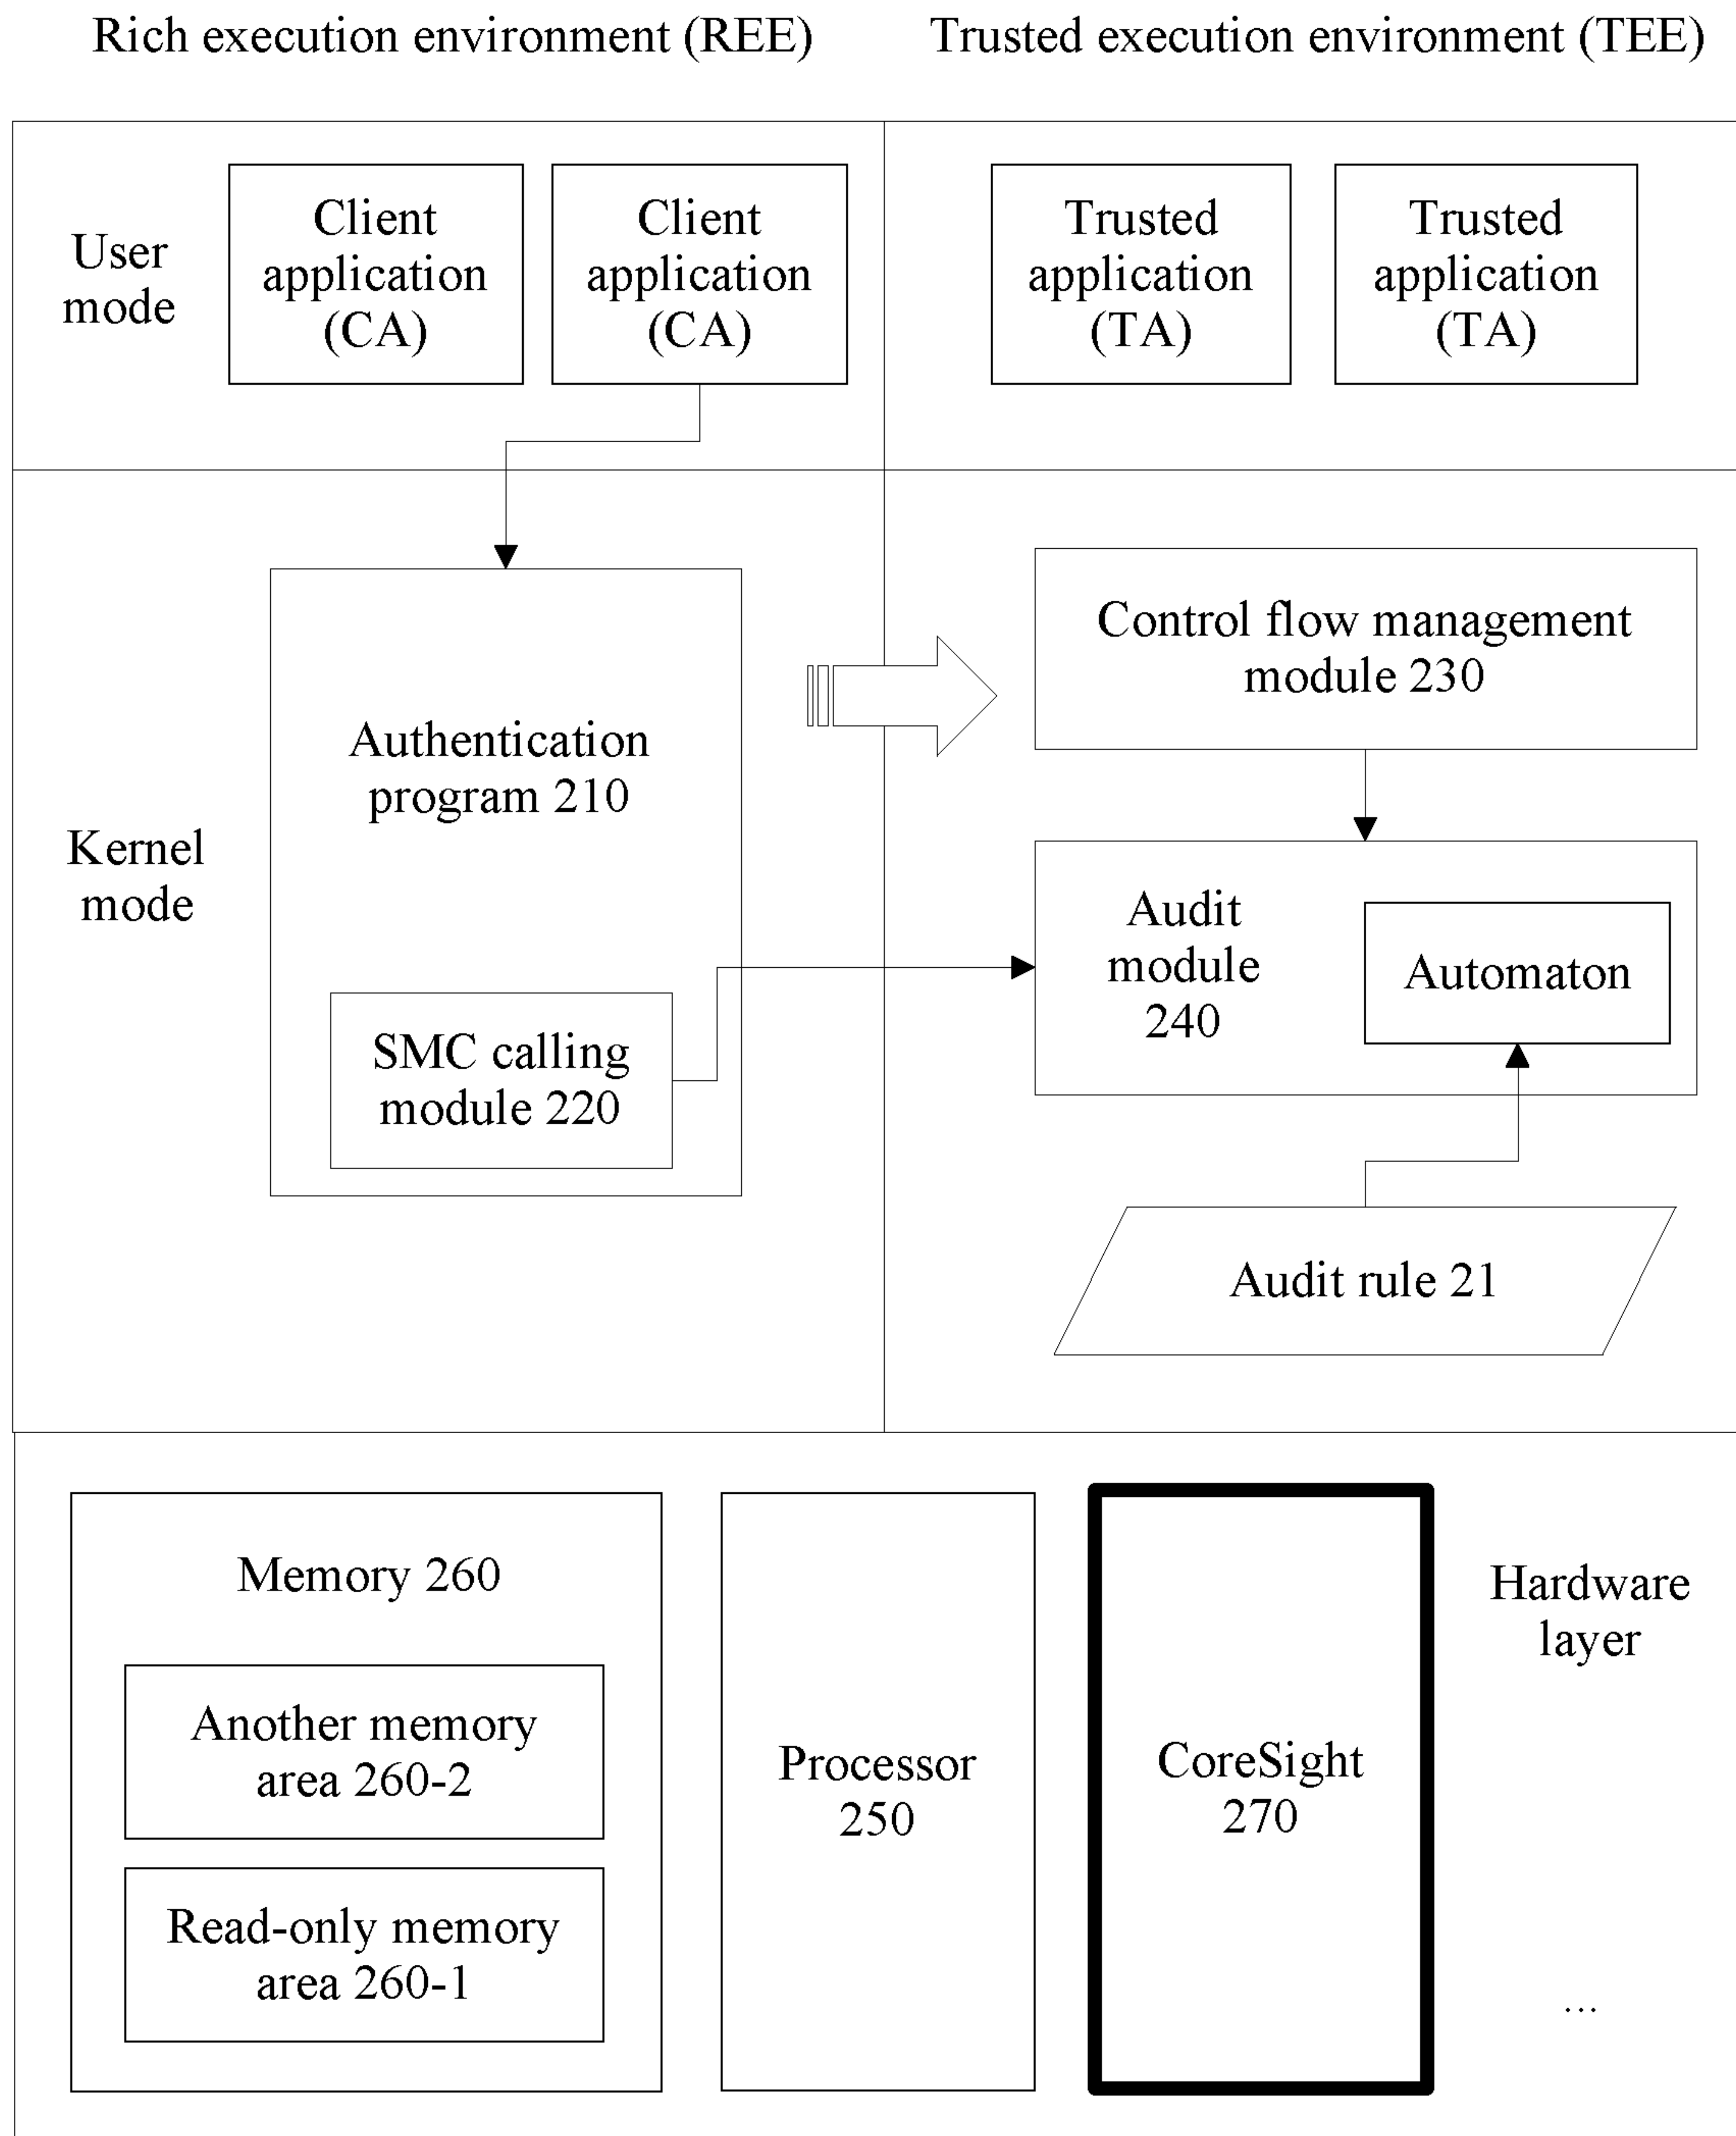 Rich execution environment (REE)
Trusted execution environment (TEE)
User
mode
Client
application
(CA)
Client
application
(CA)
Trusted
application
(TA)
Trusted
application
(TA)
Kernel
mode
Authentication
program 210
SMC calling
module 220
Control flow management
module 230
Audit
module
240
Automaton
Audit rule 21
Memory 260
Another memory
area 260-2
Read-only memory
area 260-1
Processor
250
CoreSight
270
Hardware
layer
...